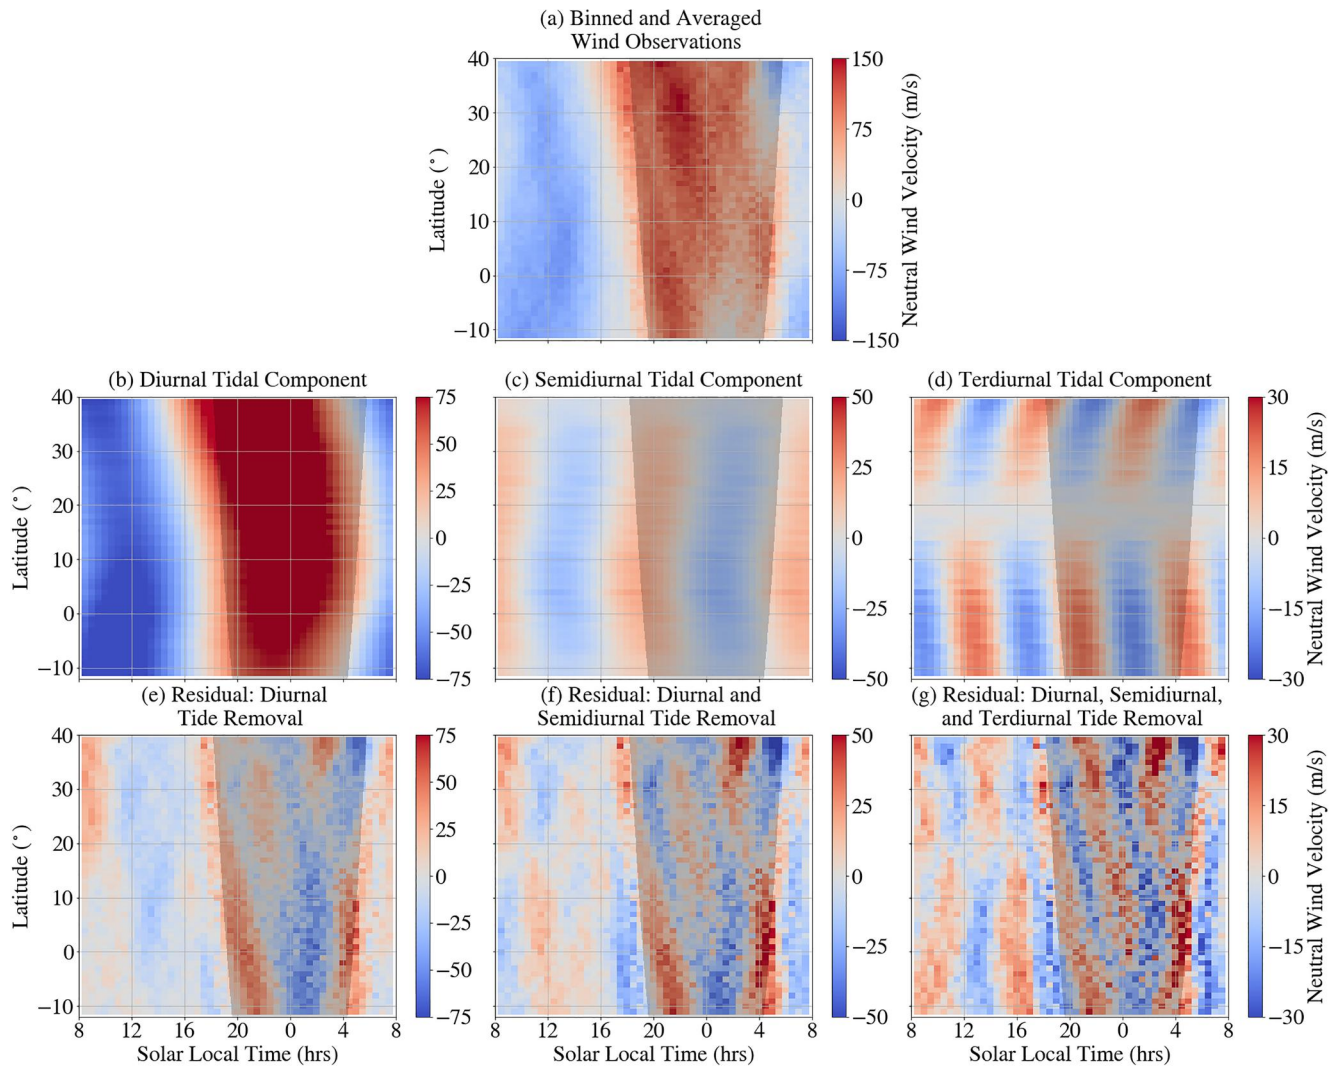 (a) Binned and Averaged
Wind Observations
40
30
20
10
0
−10
Latitude (°)
150
75
0
−75
−150
Neutral Wind Velocity (m/s)
(b) Diurnal Tidal Component
40
30
20
10
0
−10
Latitude (°)
75
50
25
0
−25
−50
−75
(c) Semidiurnal Tidal Component
50
25
0
−25
−50
(d) Terdiurnal Tidal Component
30
15
0
−15
−30
Neutral Wind Velocity (m/s)
(e) Residual: Diurnal
Tide Removal
40
30
20
10
0
−10
Latitude (°)
8 12 16 20 0 4 8
Solar Local Time (hrs)
75
50
25
0
−25
−50
−75
(f) Residual: Diurnal and
Semidiurnal Tide Removal
8 12 16 20 0 4 8
Solar Local Time (hrs)
50
25
0
−25
−50
(g) Residual: Diurnal, Semidiurnal,
and Terdiurnal Tide Removal
8 12 16 20 0 4 8
Solar Local Time (hrs)
30
15
0
−15
−30
Neutral Wind Velocity (m/s)